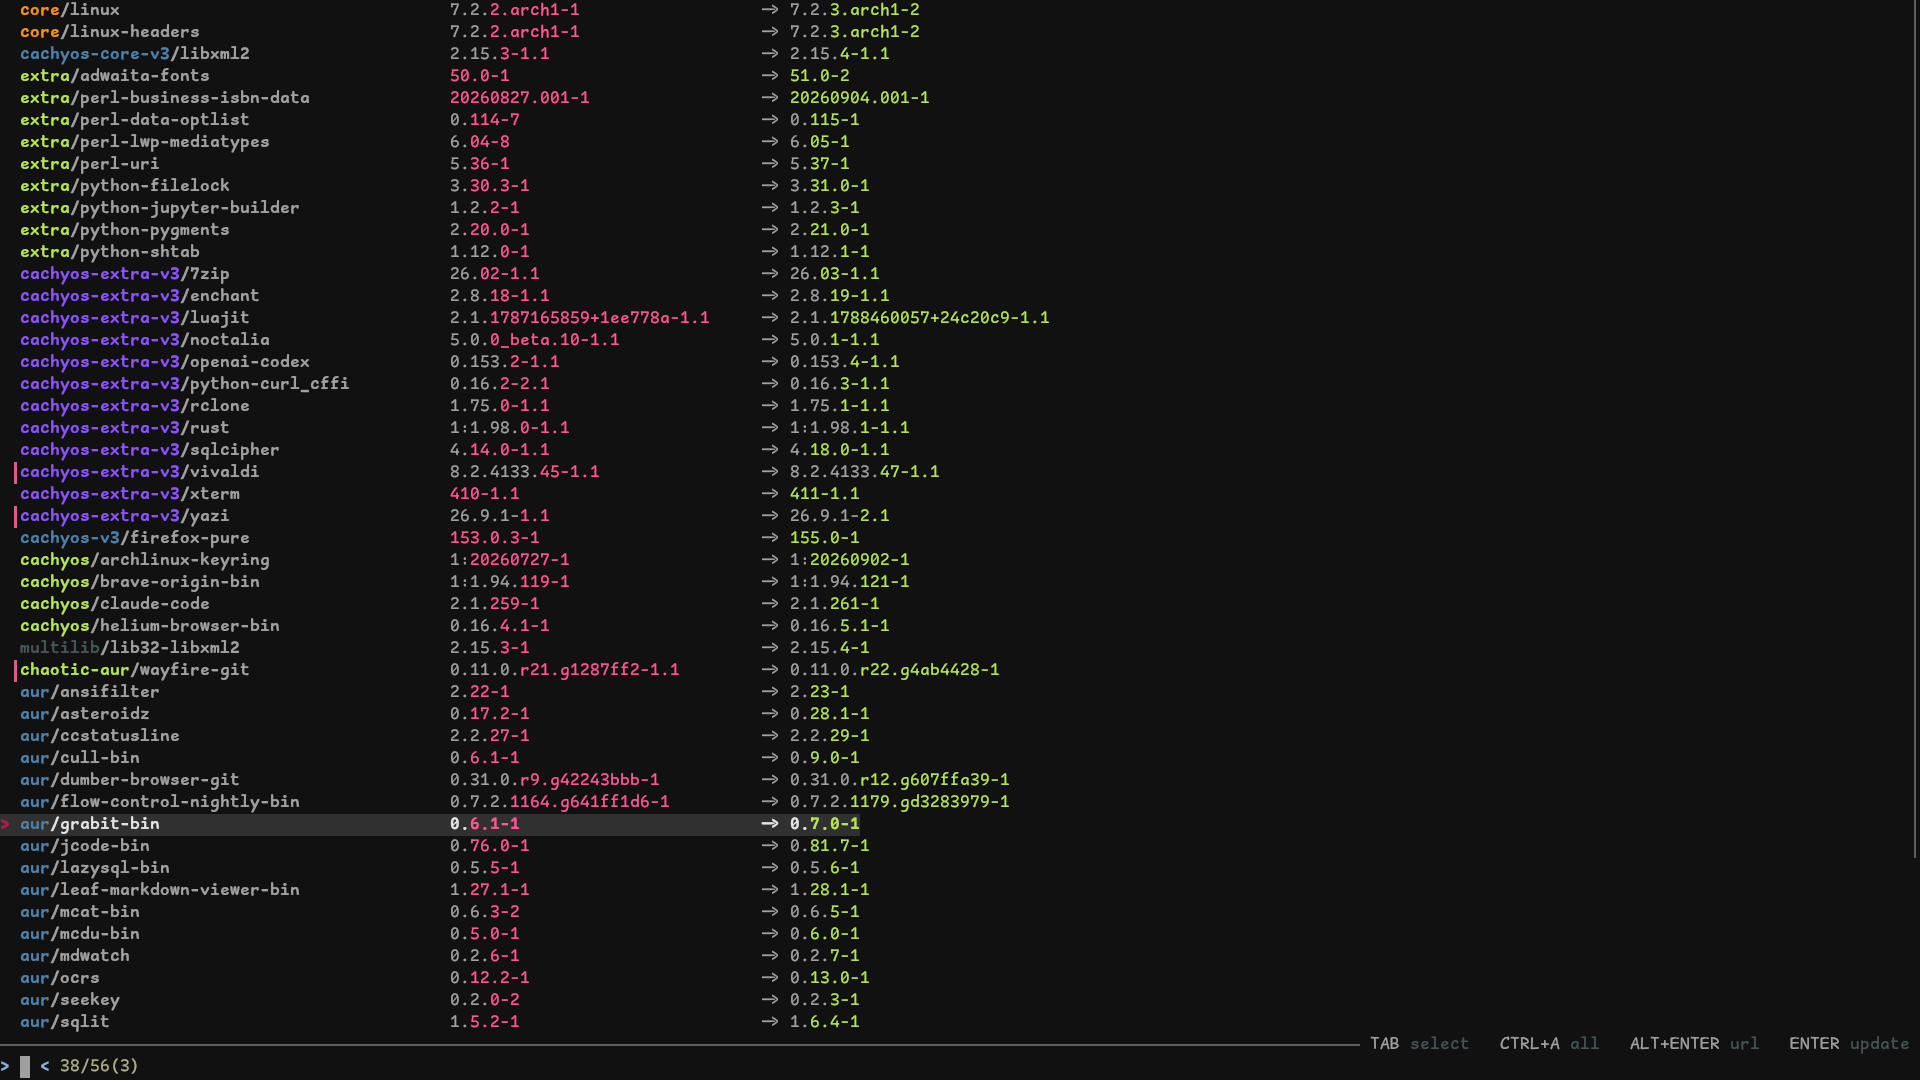 core/linux 7.2.2.arch1-1 → 7.2.3.arch1-2
core/linux-headers 7.2.2.arch1-1 → 7.2.3.arch1-2
cachyos-core-v3/libxml2 2.15.3-1.1 → 2.15.4-1.1
extra/adwaita-fonts 50.0-1 → 51.0-2
extra/perl-business-isbn-data 20260827.001-1 → 20260904.001-1
extra/perl-data-optlist 0.114-7 → 0.115-1
extra/perl-lwp-mediatypes 6.04-8 → 6.05-1
extra/perl-uri 5.36-1 → 5.37-1
extra/python-filelock 3.30.3-1 → 3.31.0-1
extra/python-jupyter-builder 1.2.2-1 → 1.2.3-1
extra/python-pygments 2.20.0-1 → 2.21.0-1
extra/python-shtab 1.12.0-1 → 1.12.1-1
cachyos-extra-v3/7zip 26.02-1.1 → 26.03-1.1
cachyos-extra-v3/enchant 2.8.18-1.1 → 2.8.19-1.1
cachyos-extra-v3/luajit 2.1.1787165859+1ee778a-1.1 → 2.1.1788460057+24c20c9-1.1
cachyos-extra-v3/noctalia 5.0.0_beta.10-1.1 → 5.0.1-1.1
cachyos-extra-v3/openai-codex 0.153.2-1.1 → 0.153.4-1.1
cachyos-extra-v3/python-curl_cffi 0.16.2-2.1 → 0.16.3-1.1
cachyos-extra-v3/rclone 1.75.0-1.1 → 1.75.1-1.1
cachyos-extra-v3/rust 1:1.98.0-1.1 → 1:1.98.1-1.1
cachyos-extra-v3/sqlcipher 4.14.0-1.1 → 4.18.0-1.1
cachyos-extra-v3/vivaldi 8.2.4133.45-1.1 → 8.2.4133.47-1.1
cachyos-extra-v3/xterm 410-1.1 → 411-1.1
cachyos-extra-v3/yazi 26.9.1-1.1 → 26.9.1-2.1
cachyos-v3/firefox-pure 153.0.3-1 → 155.0-1
cachyos/archlinux-keyring 1:20260727-1 → 1:20260902-1
cachyos/brave-origin-bin 1:1.94.119-1 → 1:1.94.121-1
cachyos/claude-code 2.1.259-1 → 2.1.261-1
cachyos/helium-browser-bin 0.16.4.1-1 → 0.16.5.1-1
multilib/lib32-libxml2 2.15.3-1 → 2.15.4-1
chaotic-aur/wayfire-git 0.11.0.r21.g1287ff2-1.1 → 0.11.0.r22.g4ab4428-1
aur/ansifilter 2.22-1 → 2.23-1
aur/asteroidz 0.17.2-1 → 0.28.1-1
aur/ccstatusline 2.2.27-1 → 2.2.29-1
aur/cull-bin 0.6.1-1 → 0.9.0-1
aur/dumber-browser-git 0.31.0.r9.g42243bbb-1 → 0.31.0.r12.g607ffa39-1
aur/flow-control-nightly-bin 0.7.2.1164.g641ff1d6-1 → 0.7.2.1179.gd3283979-1
> aur/grabit-bin 0.6.1-1 → 0.7.0-1
aur/jcode-bin 0.76.0-1 → 0.81.7-1
aur/lazysql-bin 0.5.5-1 → 0.5.6-1
aur/leaf-markdown-viewer-bin 1.27.1-1 → 1.28.1-1
aur/mcat-bin 0.6.3-2 → 0.6.5-1
aur/mcdu-bin 0.5.0-1 → 0.6.0-1
aur/mdwatch 0.2.6-1 → 0.2.7-1
aur/ocrs 0.12.2-1 → 0.13.0-1
aur/seekey 0.2.0-2 → 0.2.3-1
aur/sqlit 1.5.2-1 → 1.6.4-1
TAB select CTRL+A all ALT+ENTER url ENTER update
> < 38/56(3)